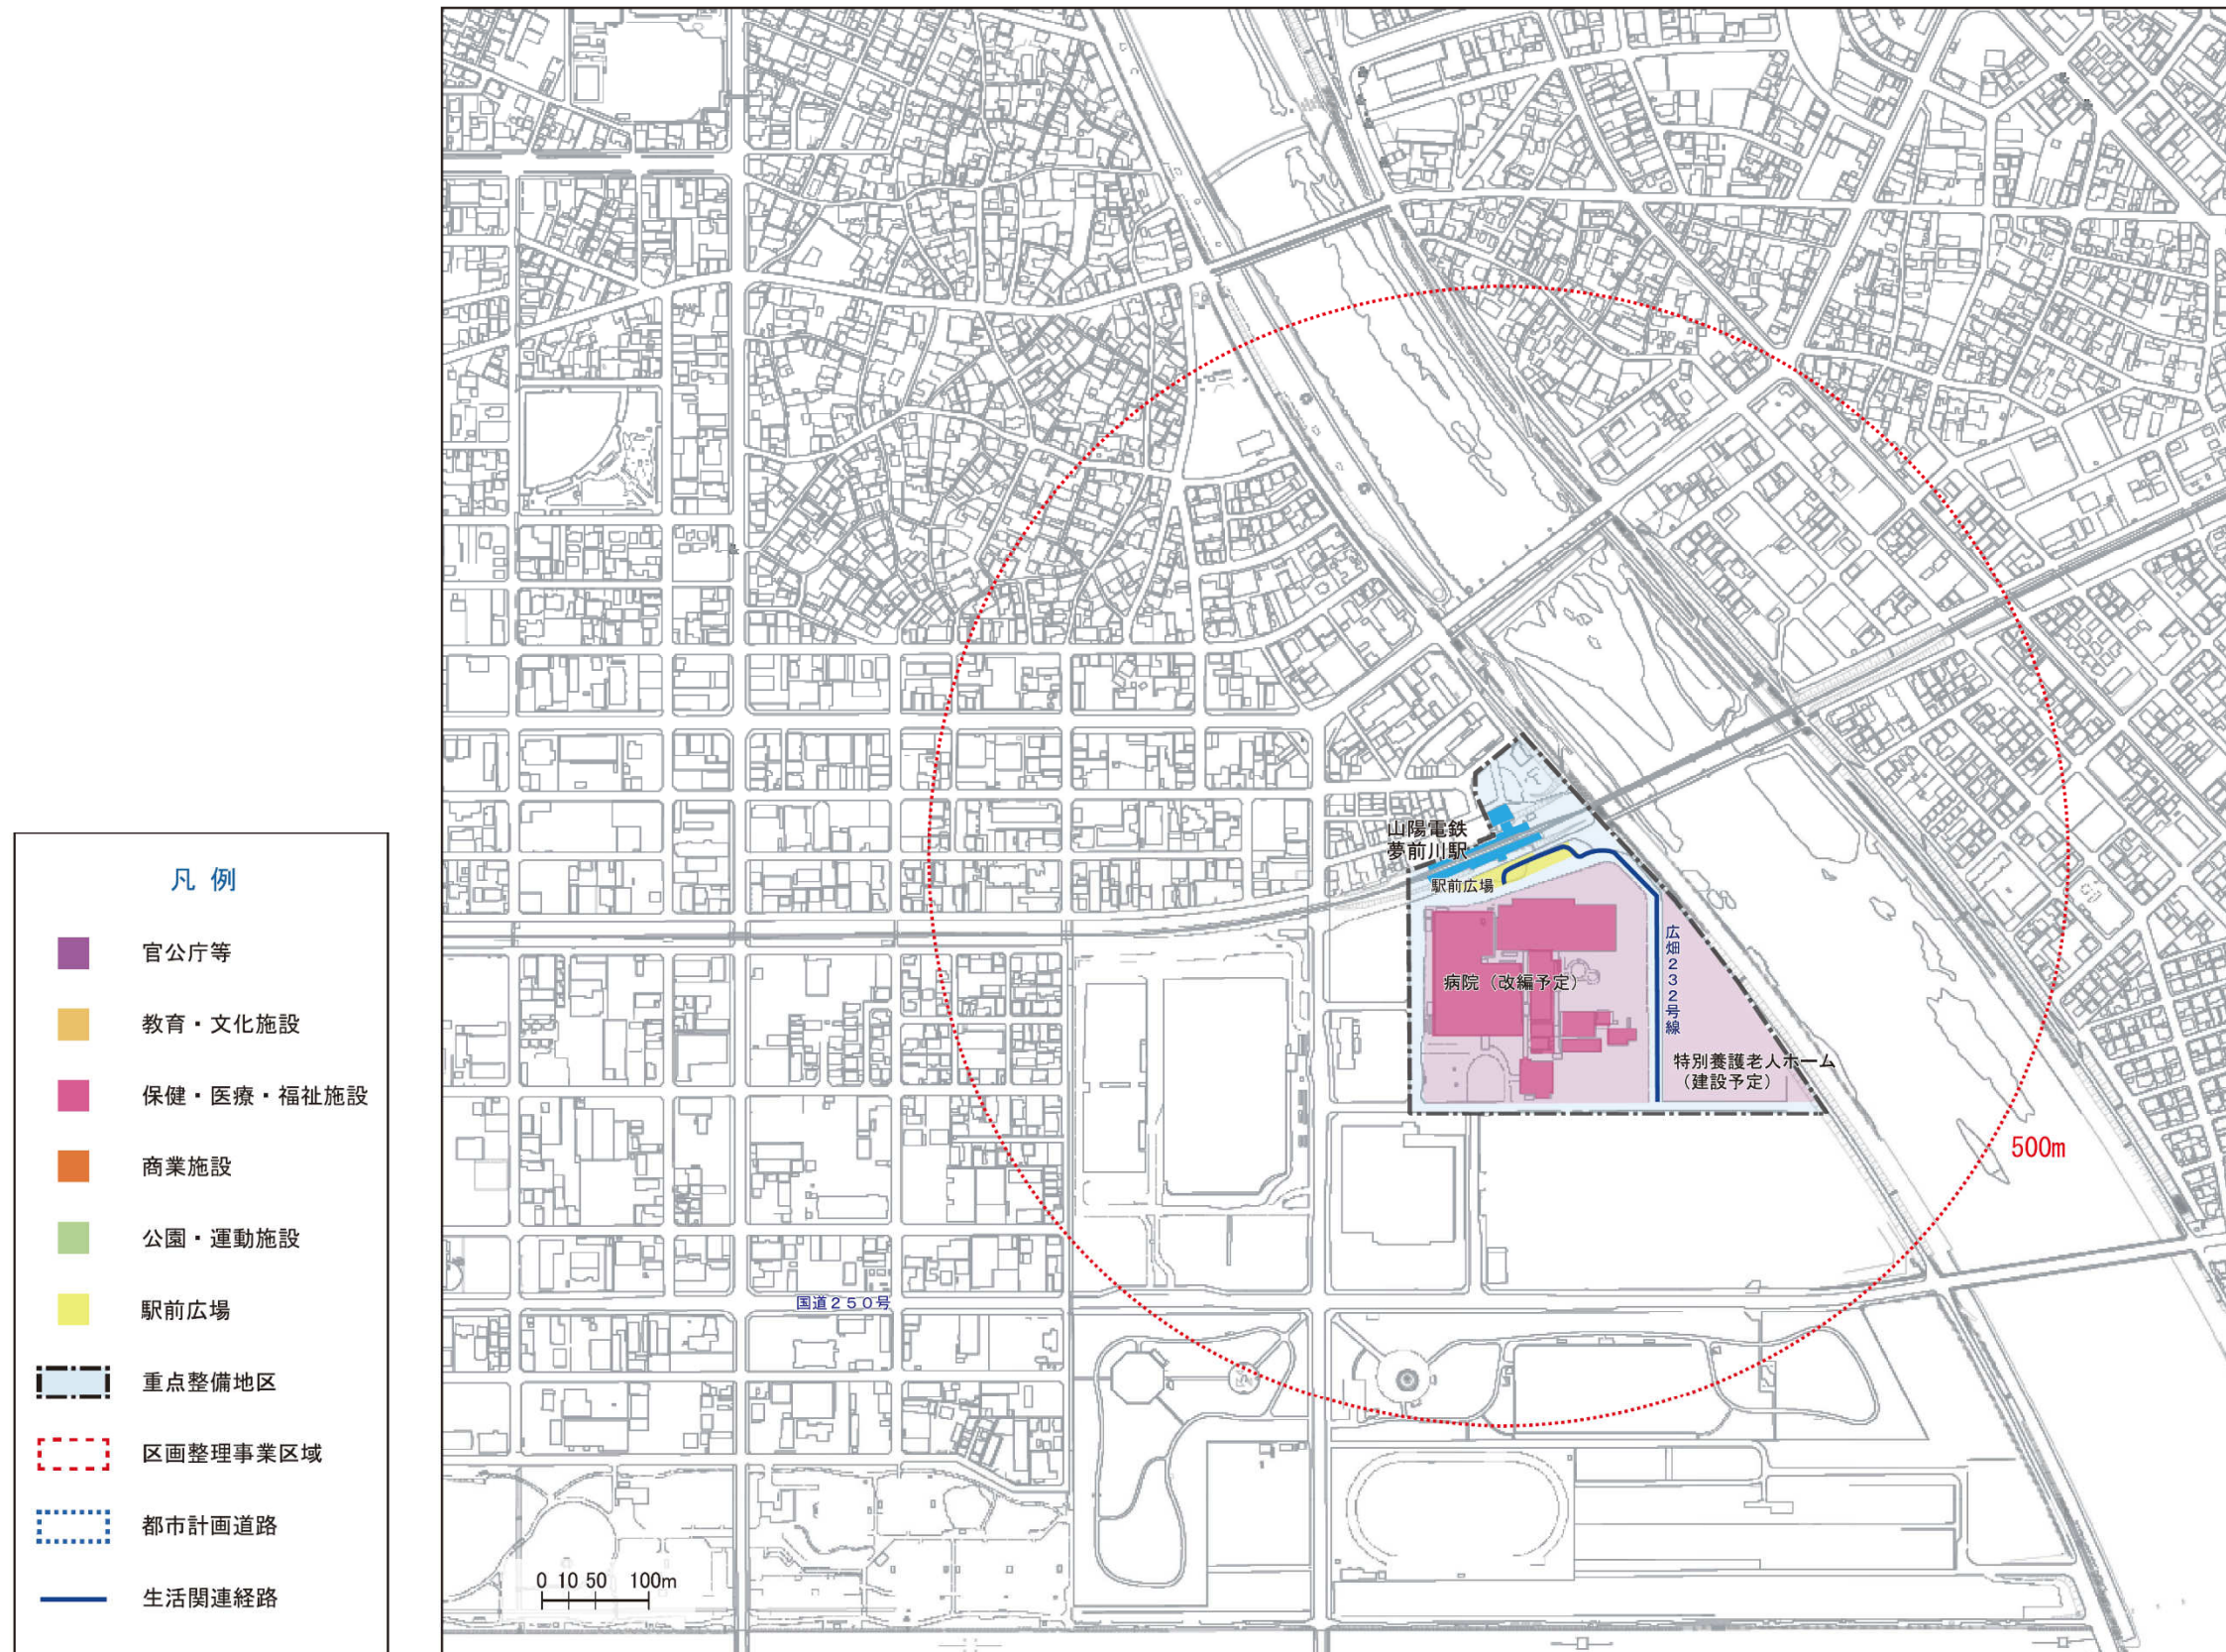 凡 例
官公庁等
教育・文化施設
保健・医療・福祉施設
商業施設
公園・運動施設
駅前広場
重点整備地区
区画整理事業区域
都市計画道路
生活関連経路
山陽電鉄
夢前川駅
駅前広場
病院（改編予定）
広畑２３２号線
特別養護老人ホーム
（建設予定）
500m
国道２５０号
0 10 50 100m